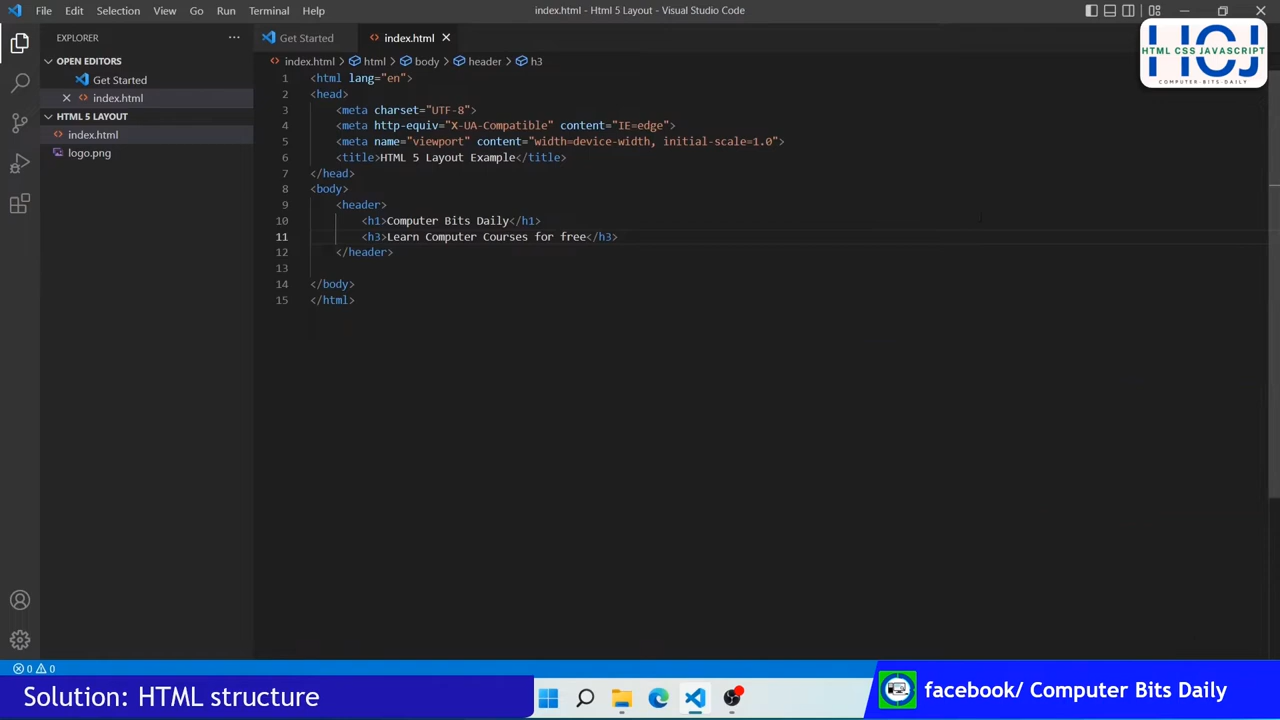 File Edit Selection View Go Run Terminal Help
index.html - Html 5 Layout - Visual Studio Code
EXPLORER
OPEN EDITORS
Get Started
index.html
HTML 5 LAYOUT
index.html
logo.png
Get Started
index.html
index.html > html > body > header > h3
1 <html lang="en">
2 <head>
3 <meta charset="UTF-8">
4 <meta http-equiv="X-UA-Compatible" content="IE=edge">
5 <meta name="viewport" content="width=device-width, initial-scale=1.0">
6 <title>HTML 5 Layout Example</title>
7 </head>
8 <body>
9 <header>
10 <h1>Computer Bits Daily</h1>
11 <h3>Learn Computer Courses for free</h3>
12 </header>
13
14 </body>
15 </html>
HCJ
HTML CSS JAVASCRIPT
COMPUTER-BITS-DAILY
0 0
Solution: HTML structure
facebook/ Computer Bits Daily